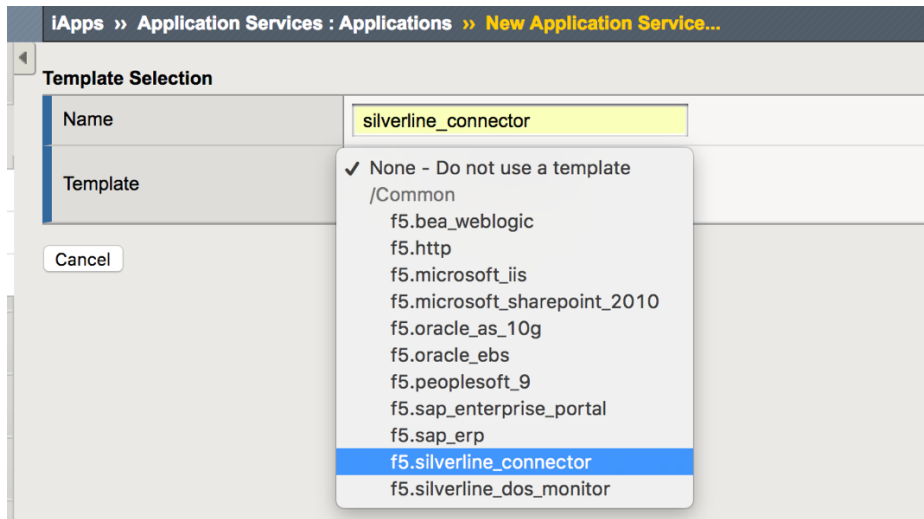 iApps ›› Application Services : Applications ›› New Application Service...
Template Selection
Name
silverline_connector
Template
✓ None - Do not use a template
/Common
f5.bea_weblogic
f5.http
f5.microsoft_iis
f5.microsoft_sharepoint_2010
f5.oracle_as_10g
f5.oracle_ebs
f5.peoplesoft_9
f5.sap_enterprise_portal
f5.sap_erp
f5.silverline_connector
f5.silverline_dos_monitor
Cancel